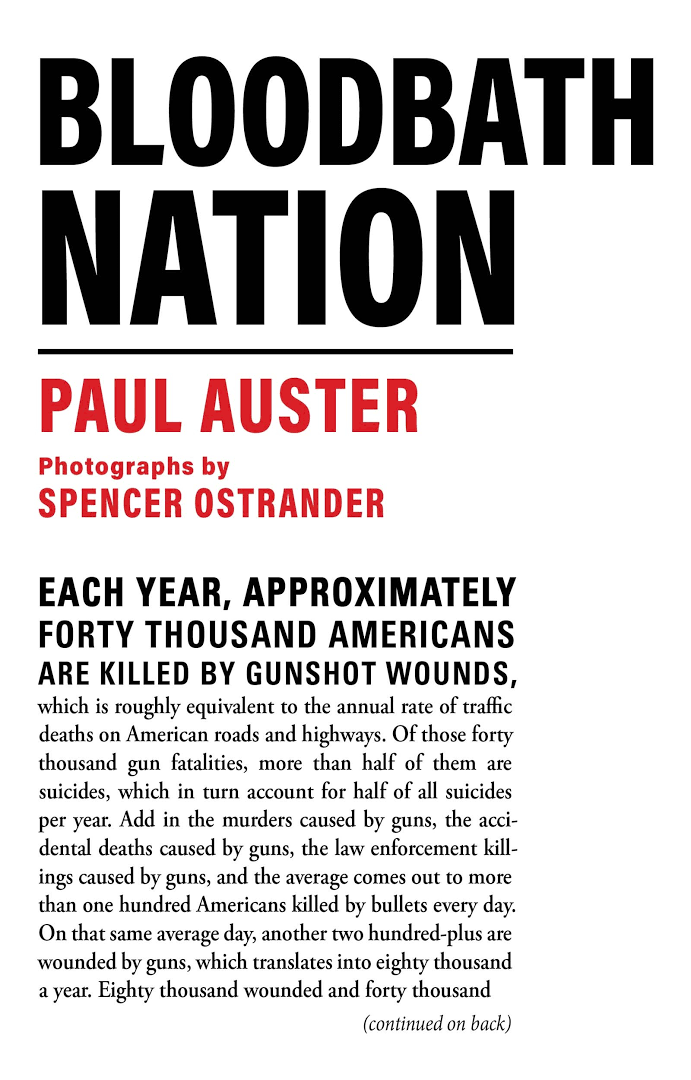 BLOODBATH
NATION
PAUL AUSTER
Photographs by
SPENCER OSTRANDER
EACH YEAR, APPROXIMATELY
FORTY THOUSAND AMERICANS
ARE KILLED BY GUNSHOT WOUNDS,
which is roughly equivalent to the annual rate of traffic
deaths on American roads and highways. Of those forty
thousand gun fatalities, more than half of them are
suicides, which in turn account for half of all suicides
per year. Add in the murders caused by guns, the acci-
dental deaths caused by guns, the law enforcement kill-
ings caused by guns, and the average comes out to more
than one hundred Americans killed by bullets every day.
On that same average day, another two hundred-plus are
wounded by guns, which translates into eighty thousand
a year. Eighty thousand wounded and forty thousand
(continued on back)